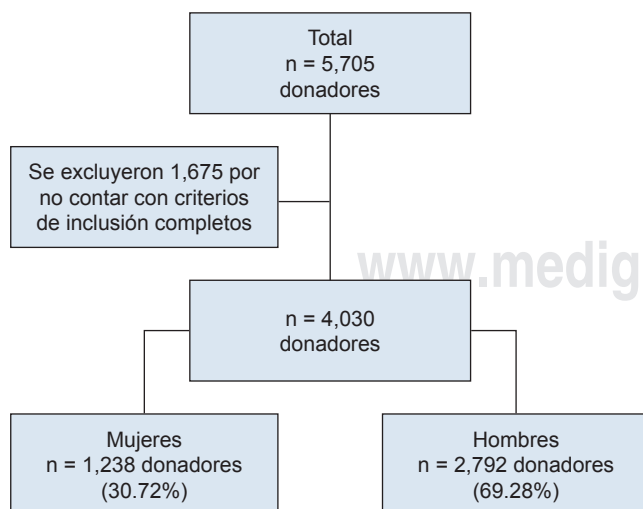 Total
n = 5,705
donadores
Se excluyeron 1,675 por
no contar con criterios
de inclusión completos
www.medig
n = 4,030
donadores
Mujeres
n = 1,238 donadores
(30.72%)
Hombres
n = 2,792 donadores
(69.28%)